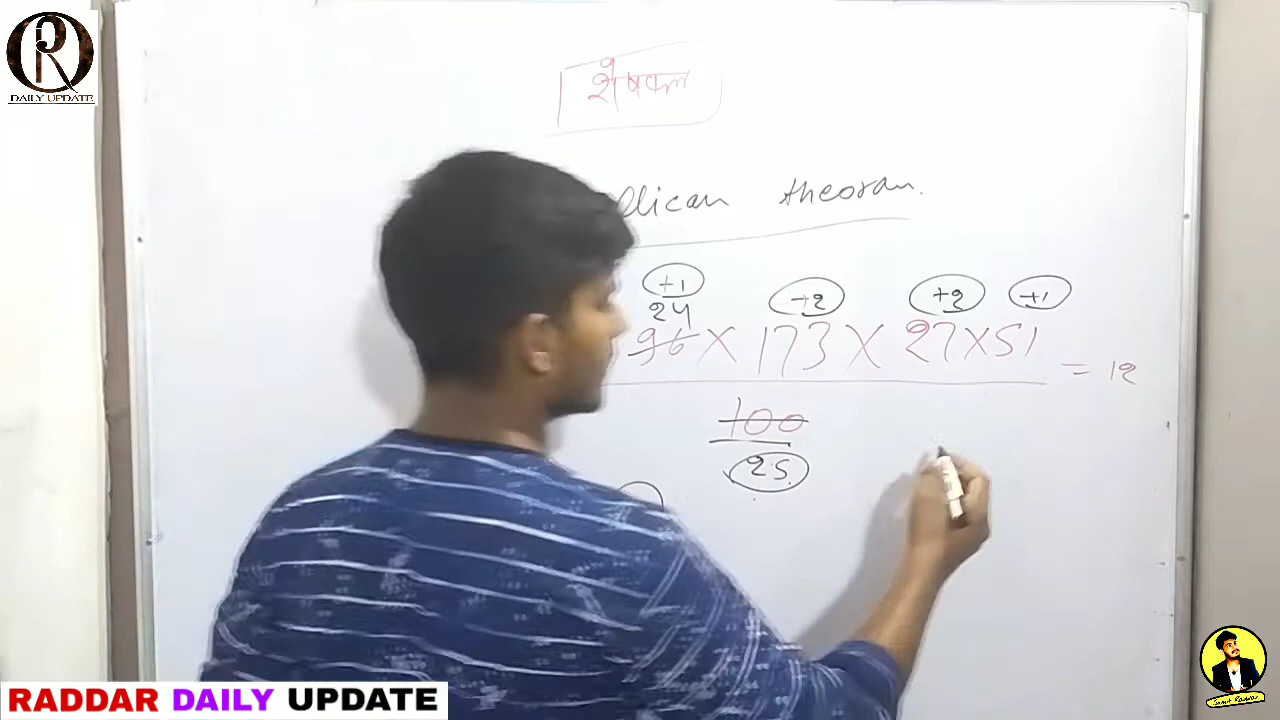 R
DAILY UPDATE
शेषफल
theoram.
+1 -2 +2 +1
24
96 X 173 X 27 X 51 = 12
100
25
RADDAR DAILY UPDATE